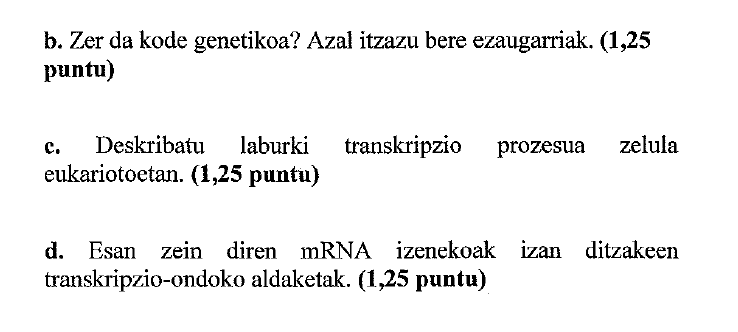 b. Zer da kode genetikoa? Azal itzazu bere ezaugarriak. (1,25
puntu)
c. Deskribatu laburki transkripzio prozesua zelula
eukariotoetan. (1,25 puntu)
d. Esan zein diren mRNA izenekoak izan ditzakeen
transkripzio-ondoko aldaketak. (1,25 puntu)